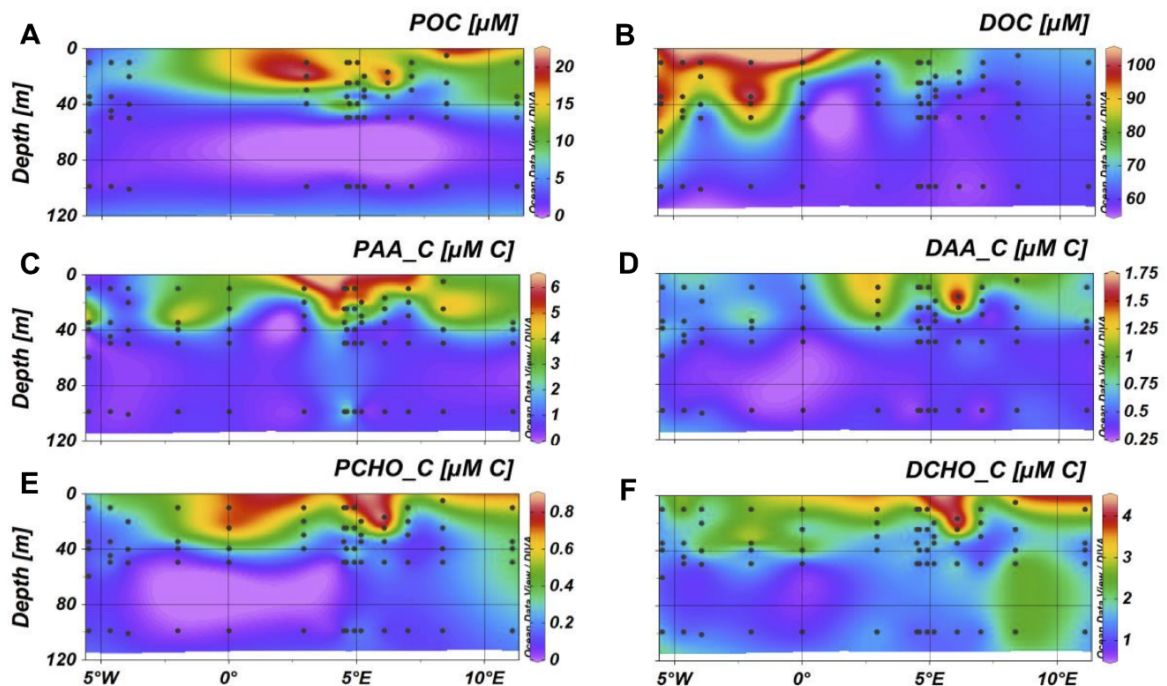 A
POC [µM]
0
40
80
120
Depth [m]
20
15
10
5
0
Ocean Data View / DIVA
B
DOC [µM]
100
90
80
70
60
Ocean Data View / DIVA
C
PAA_C [µM C]
0
40
80
120
Depth [m]
6
5
4
3
2
1
0
Ocean Data View / DIVA
D
DAA_C [µM C]
1.75
1.5
1.25
1
0.75
0.5
0.25
Ocean Data View / DIVA
E
PCHO_C [µM C]
0
40
80
120
Depth [m]
0.8
0.6
0.4
0.2
0
Ocean Data View / DIVA
5°W 0° 5°E 10°E
F
DCHO_C [µM C]
4
3
2
1
Ocean Data View / DIVA
5°W 0° 5°E 10°E